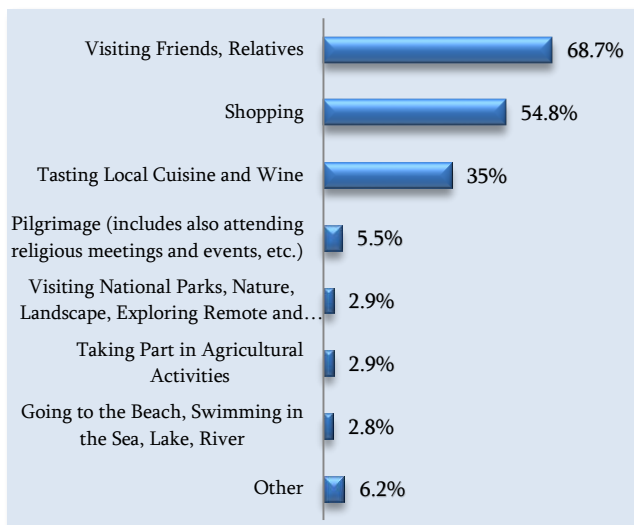 Visiting Friends, Relatives
68.7%
Shopping
54.8%
Tasting Local Cuisine and Wine
35%
Pilgrimage (includes also attending
religious meetings and events, etc.)
5.5%
Visiting National Parks, Nature,
Landscape, Exploring Remote and…
2.9%
Taking Part in Agricultural
Activities
2.9%
Going to the Beach, Swimming in
the Sea, Lake, River
2.8%
Other
6.2%